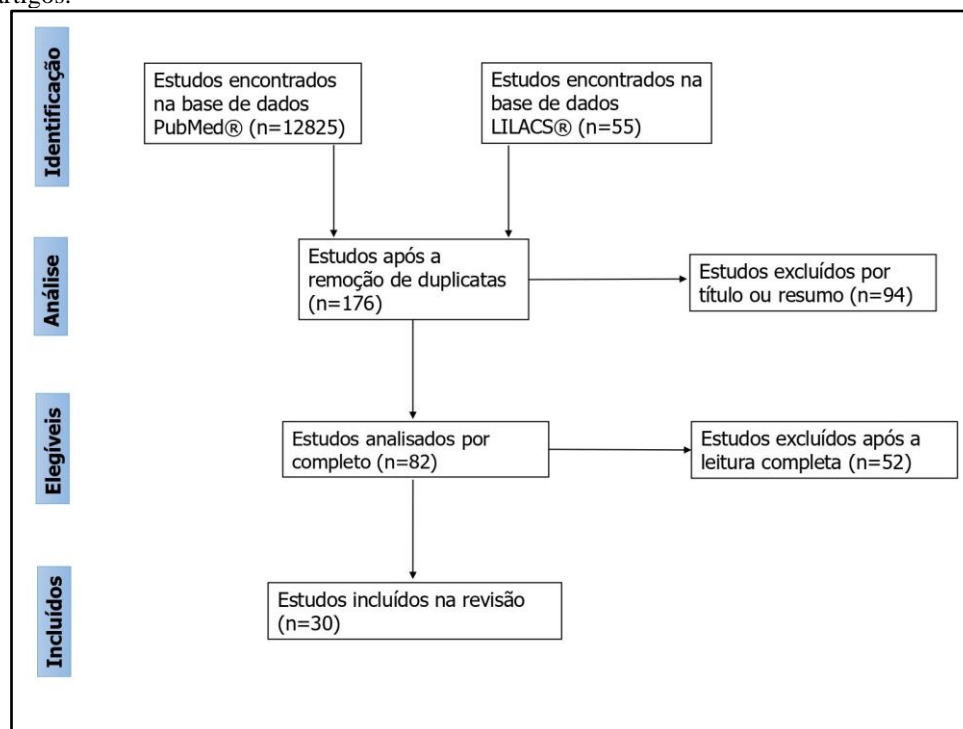 artigos.
Identificação
Estudos encontrados
na base de dados
PubMed® (n=12825)
Estudos encontrados na
base de dados
LILACS® (n=55)
Análise
Estudos após a
remoção de duplicatas
(n=176)
Estudos excluídos por
título ou resumo (n=94)
Elegíveis
Estudos analisados por
completo (n=82)
Estudos excluídos após a
leitura completa (n=52)
Incluídos
Estudos incluídos na revisão
(n=30)